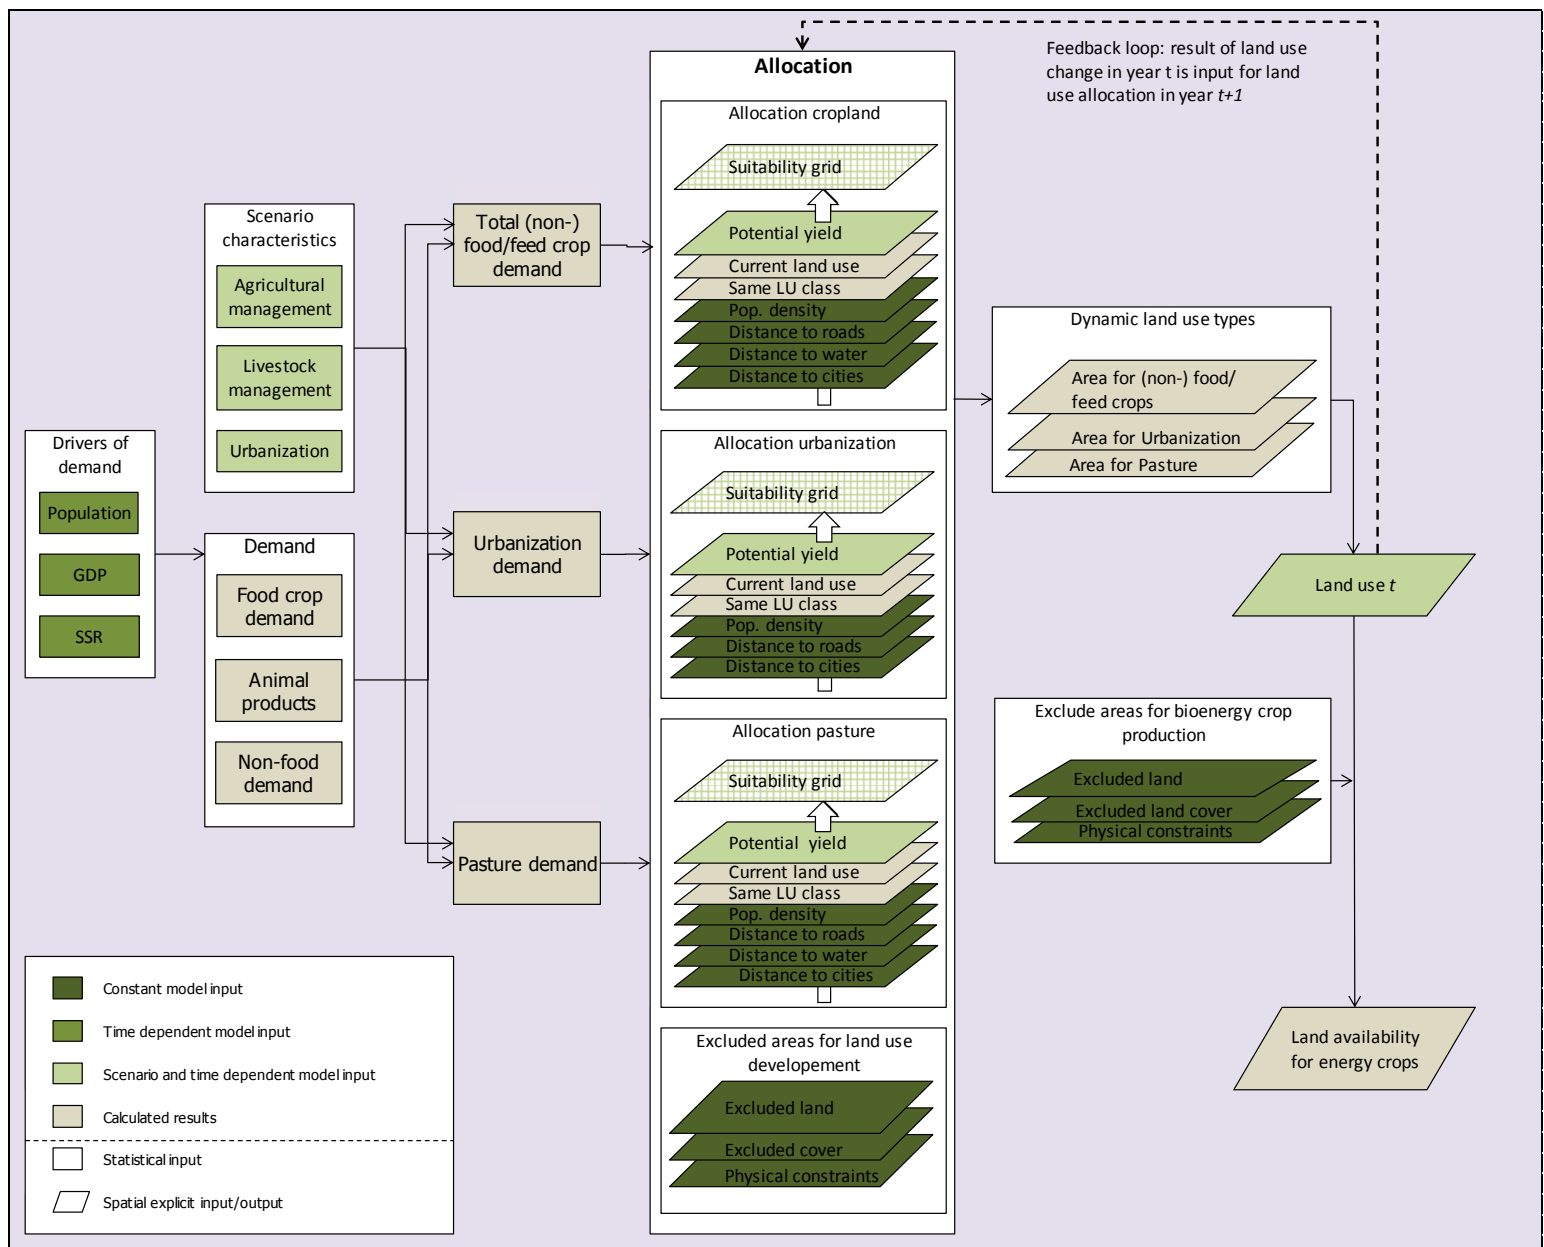 Feedback loop: result of land use
change in year t is input for land
use allocation in year t+1
Drivers of
demand
Population
GDP
SSR
Scenario
characteristics
Agricultural
management
Livestock
management
Urbanization
Demand
Food crop
demand
Animal
products
Non-food
demand
Total (non-)
food/feed crop
demand
Urbanization
demand
Pasture demand
Allocation
Allocation cropland
Suitability grid
Potential yield
Current land use
Same LU class
Pop. density
Distance to roads
Distance to water
Distance to cities
Allocation urbanization
Suitability grid
Potential yield
Current land use
Same LU class
Pop. density
Distance to roads
Distance to cities
Allocation pasture
Suitability grid
Potential yield
Current land use
Same LU class
Pop. density
Distance to roads
Distance to water
Distance to cities
Excluded areas for land use
developement
Excluded land
Excluded cover
Physical constraints
Dynamic land use types
Area for (non-) food/
feed crops
Area for Urbanization
Area for Pasture
Land use t
Exclude areas for bioenergy crop
production
Excluded land
Excluded land cover
Physical constraints
Land availability
for energy crops
Constant model input
Time dependent model input
Scenario and time dependent model input
Calculated results
Statistical input
Spatial explicit input/output